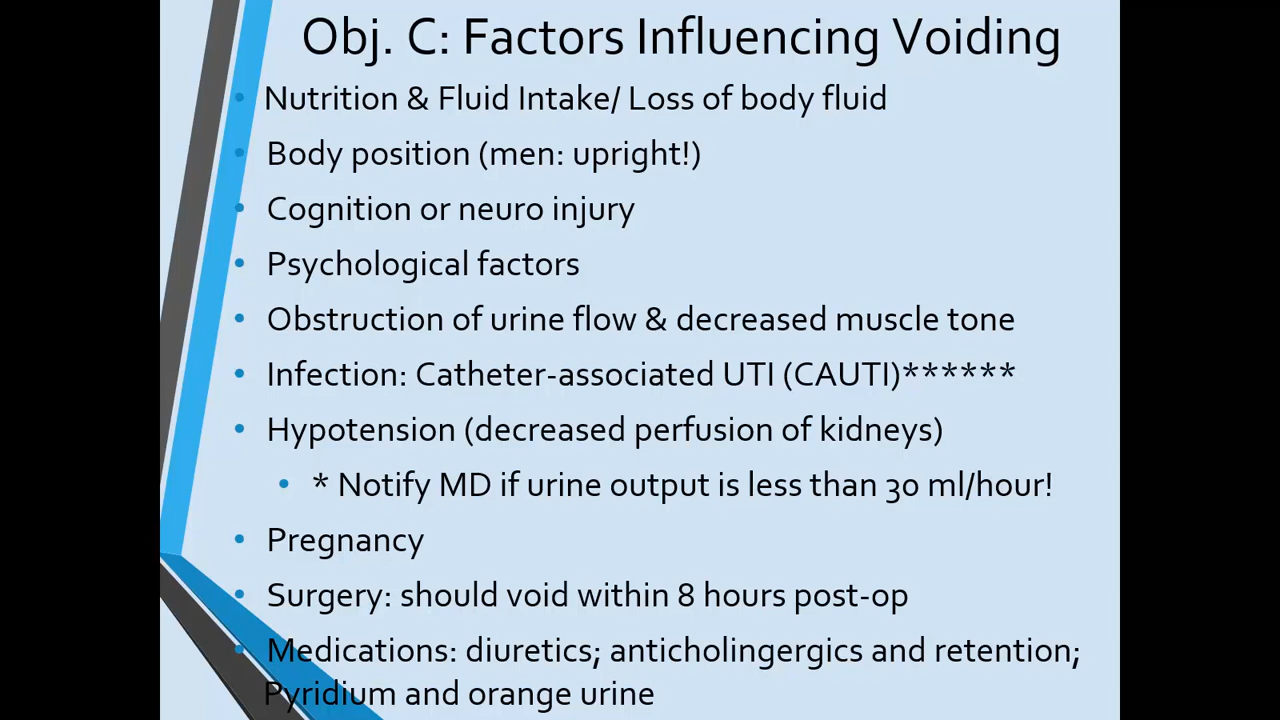 Obj. C: Factors Influencing Voiding
• Nutrition & Fluid Intake/ Loss of body fluid
• Body position (men: upright!)
• Cognition or neuro injury
• Psychological factors
• Obstruction of urine flow & decreased muscle tone
• Infection: Catheter-associated UTI (CAUTI)******
• Hypotension (decreased perfusion of kidneys)
• * Notify MD if urine output is less than 30 ml/hour!
• Pregnancy
• Surgery: should void within 8 hours post-op
• Medications: diuretics; anticholingergics and retention;
Pyridium and orange urine